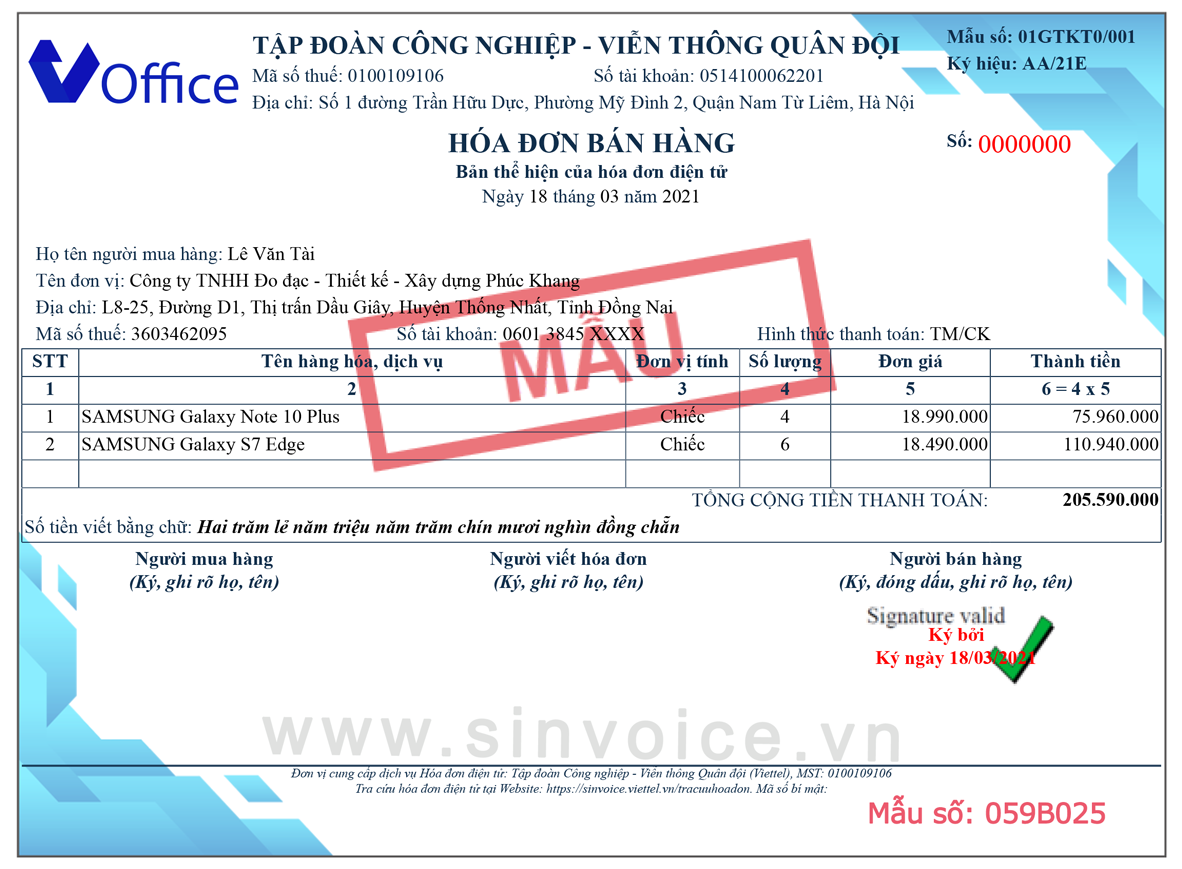 Office
TẬP ĐOÀN CÔNG NGHIỆP - VIỄN THÔNG QUÂN ĐỘI
Mẫu số: 01GTKT0/001
Mã số thuế: 0100109106 Số tài khoản: 0514100062201
Ký hiệu: AA/21E
Địa chỉ: Số 1 đường Trần Hữu Dực, Phường Mỹ Đình 2, Quận Nam Từ Liêm, Hà Nội
HÓA ĐƠN BÁN HÀNG
Số: 0000000
Bản thể hiện của hóa đơn điện tử
Ngày 18 tháng 03 năm 2021
Họ tên người mua hàng: Lê Văn Tài
Tên đơn vị: Công ty TNHH Đo đạc - Thiết kế - Xây dựng Phúc Khang
Địa chỉ: L8-25, Đường D1, Thị trấn Dầu Giây, Huyện Thống Nhất, Tỉnh Đồng Nai
Mã số thuế: 3603462095 Số tài khoản: 0601 3845 XXXX Hình thức thanh toán: TM/CK
MẪU
STT Tên hàng hóa, dịch vụ Đơn vị tính Số lượng Đơn giá Thành tiền
1 2 3 4 5 6 = 4 x 5
1 SAMSUNG Galaxy Note 10 Plus Chiếc 4 18.990.000 75.960.000
2 SAMSUNG Galaxy S7 Edge Chiếc 6 18.490.000 110.940.000
TỔNG CỘNG TIỀN THANH TOÁN: 205.590.000
Số tiền viết bằng chữ: Hai trăm lẻ năm triệu năm trăm chín mươi nghìn đồng chẵn
Người mua hàng Người viết hóa đơn Người bán hàng
(Ký, ghi rõ họ, tên) (Ký, ghi rõ họ, tên) (Ký, đóng dấu, ghi rõ họ, tên)
Signature valid
Ký bởi
Ký ngày 18/03/2021
www.sinvoice.vn
Đơn vị cung cấp dịch vụ Hóa đơn điện tử: Tập đoàn Công nghiệp - Viễn thông Quân đội (Viettel), MST: 0100109106
Tra cứu hóa đơn điện tử tại Website: https://sinvoice.viettel.vn/tracuuhoadon. Mã số bí mật:
Mẫu số: 059B025